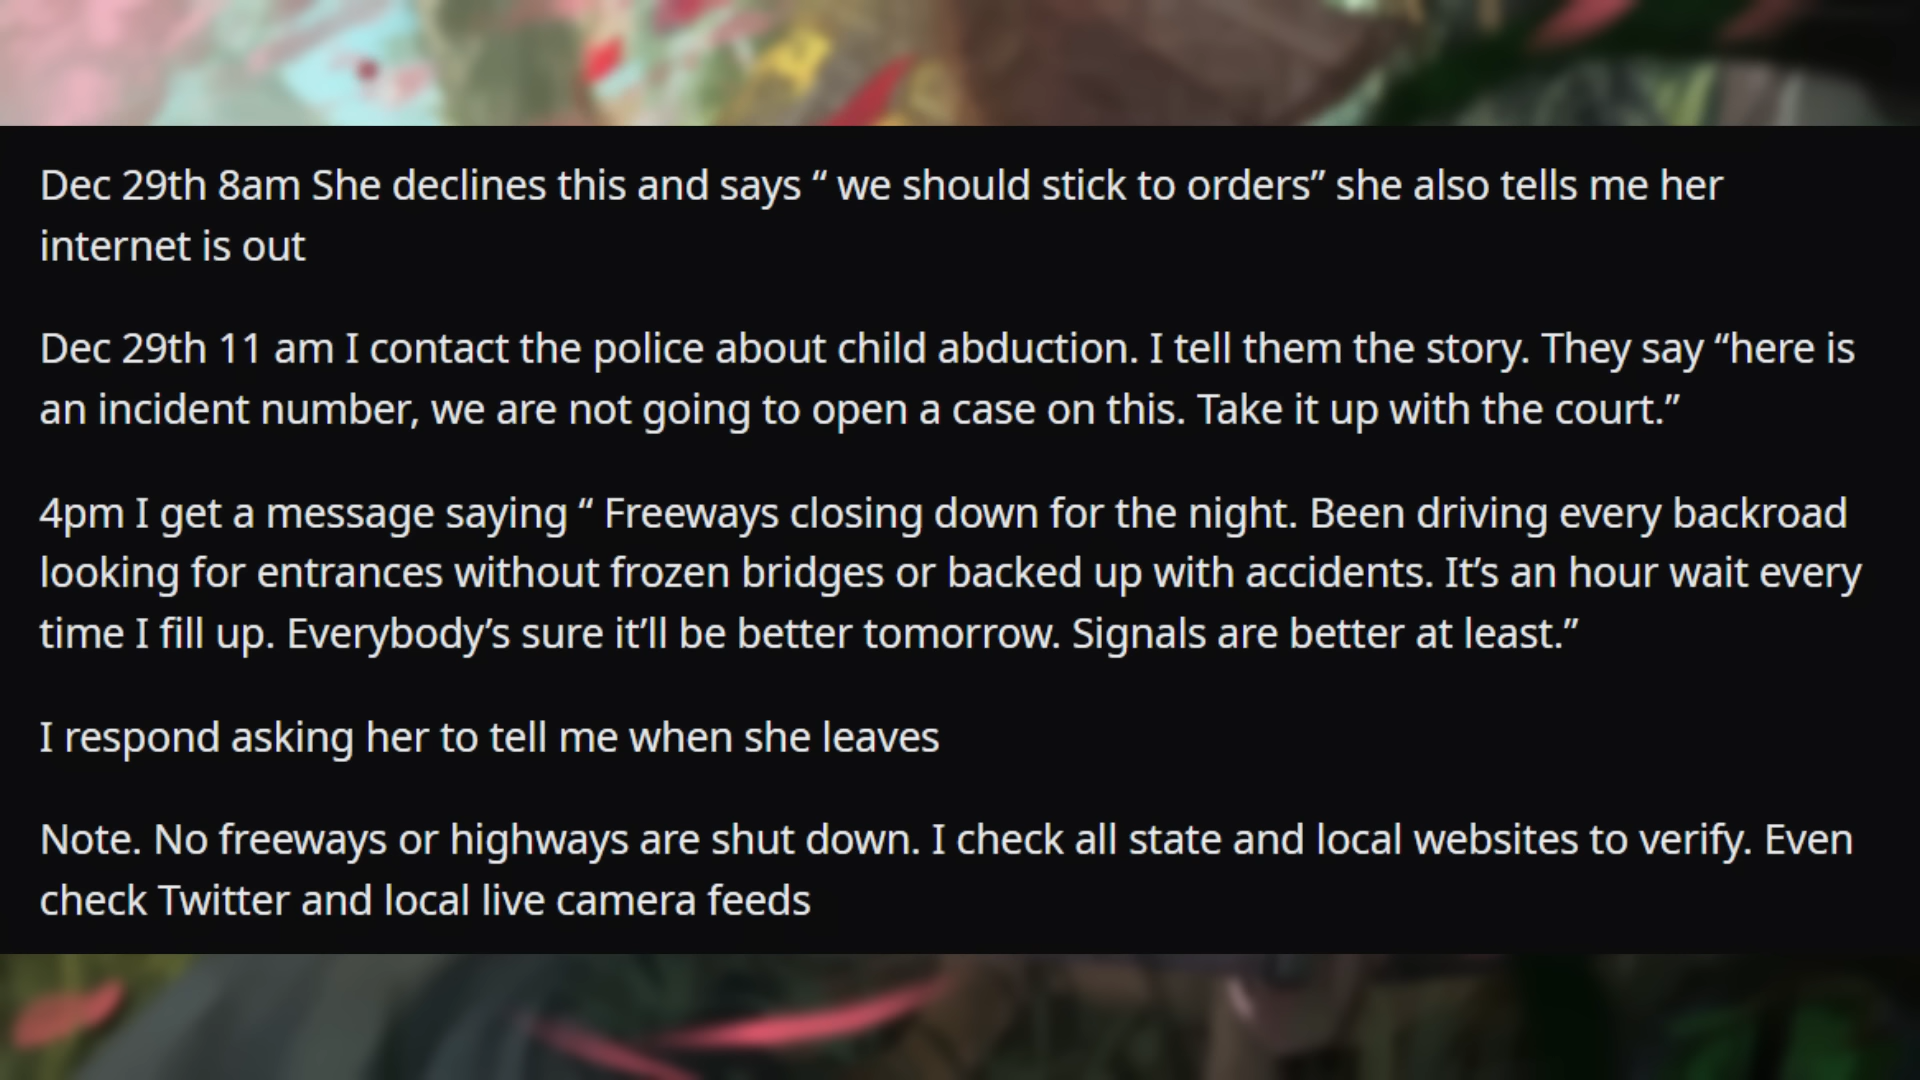 Dec 29th 8am She declines this and says “ we should stick to orders” she also tells me her
internet is out
Dec 29th 11 am I contact the police about child abduction. I tell them the story. They say “here is
an incident number, we are not going to open a case on this. Take it up with the court.”
4pm I get a message saying “ Freeways closing down for the night. Been driving every backroad
looking for entrances without frozen bridges or backed up with accidents. It’s an hour wait every
time I fill up. Everybody’s sure it’ll be better tomorrow. Signals are better at least.”
I respond asking her to tell me when she leaves
Note. No freeways or highways are shut down. I check all state and local websites to verify. Even
check Twitter and local live camera feeds